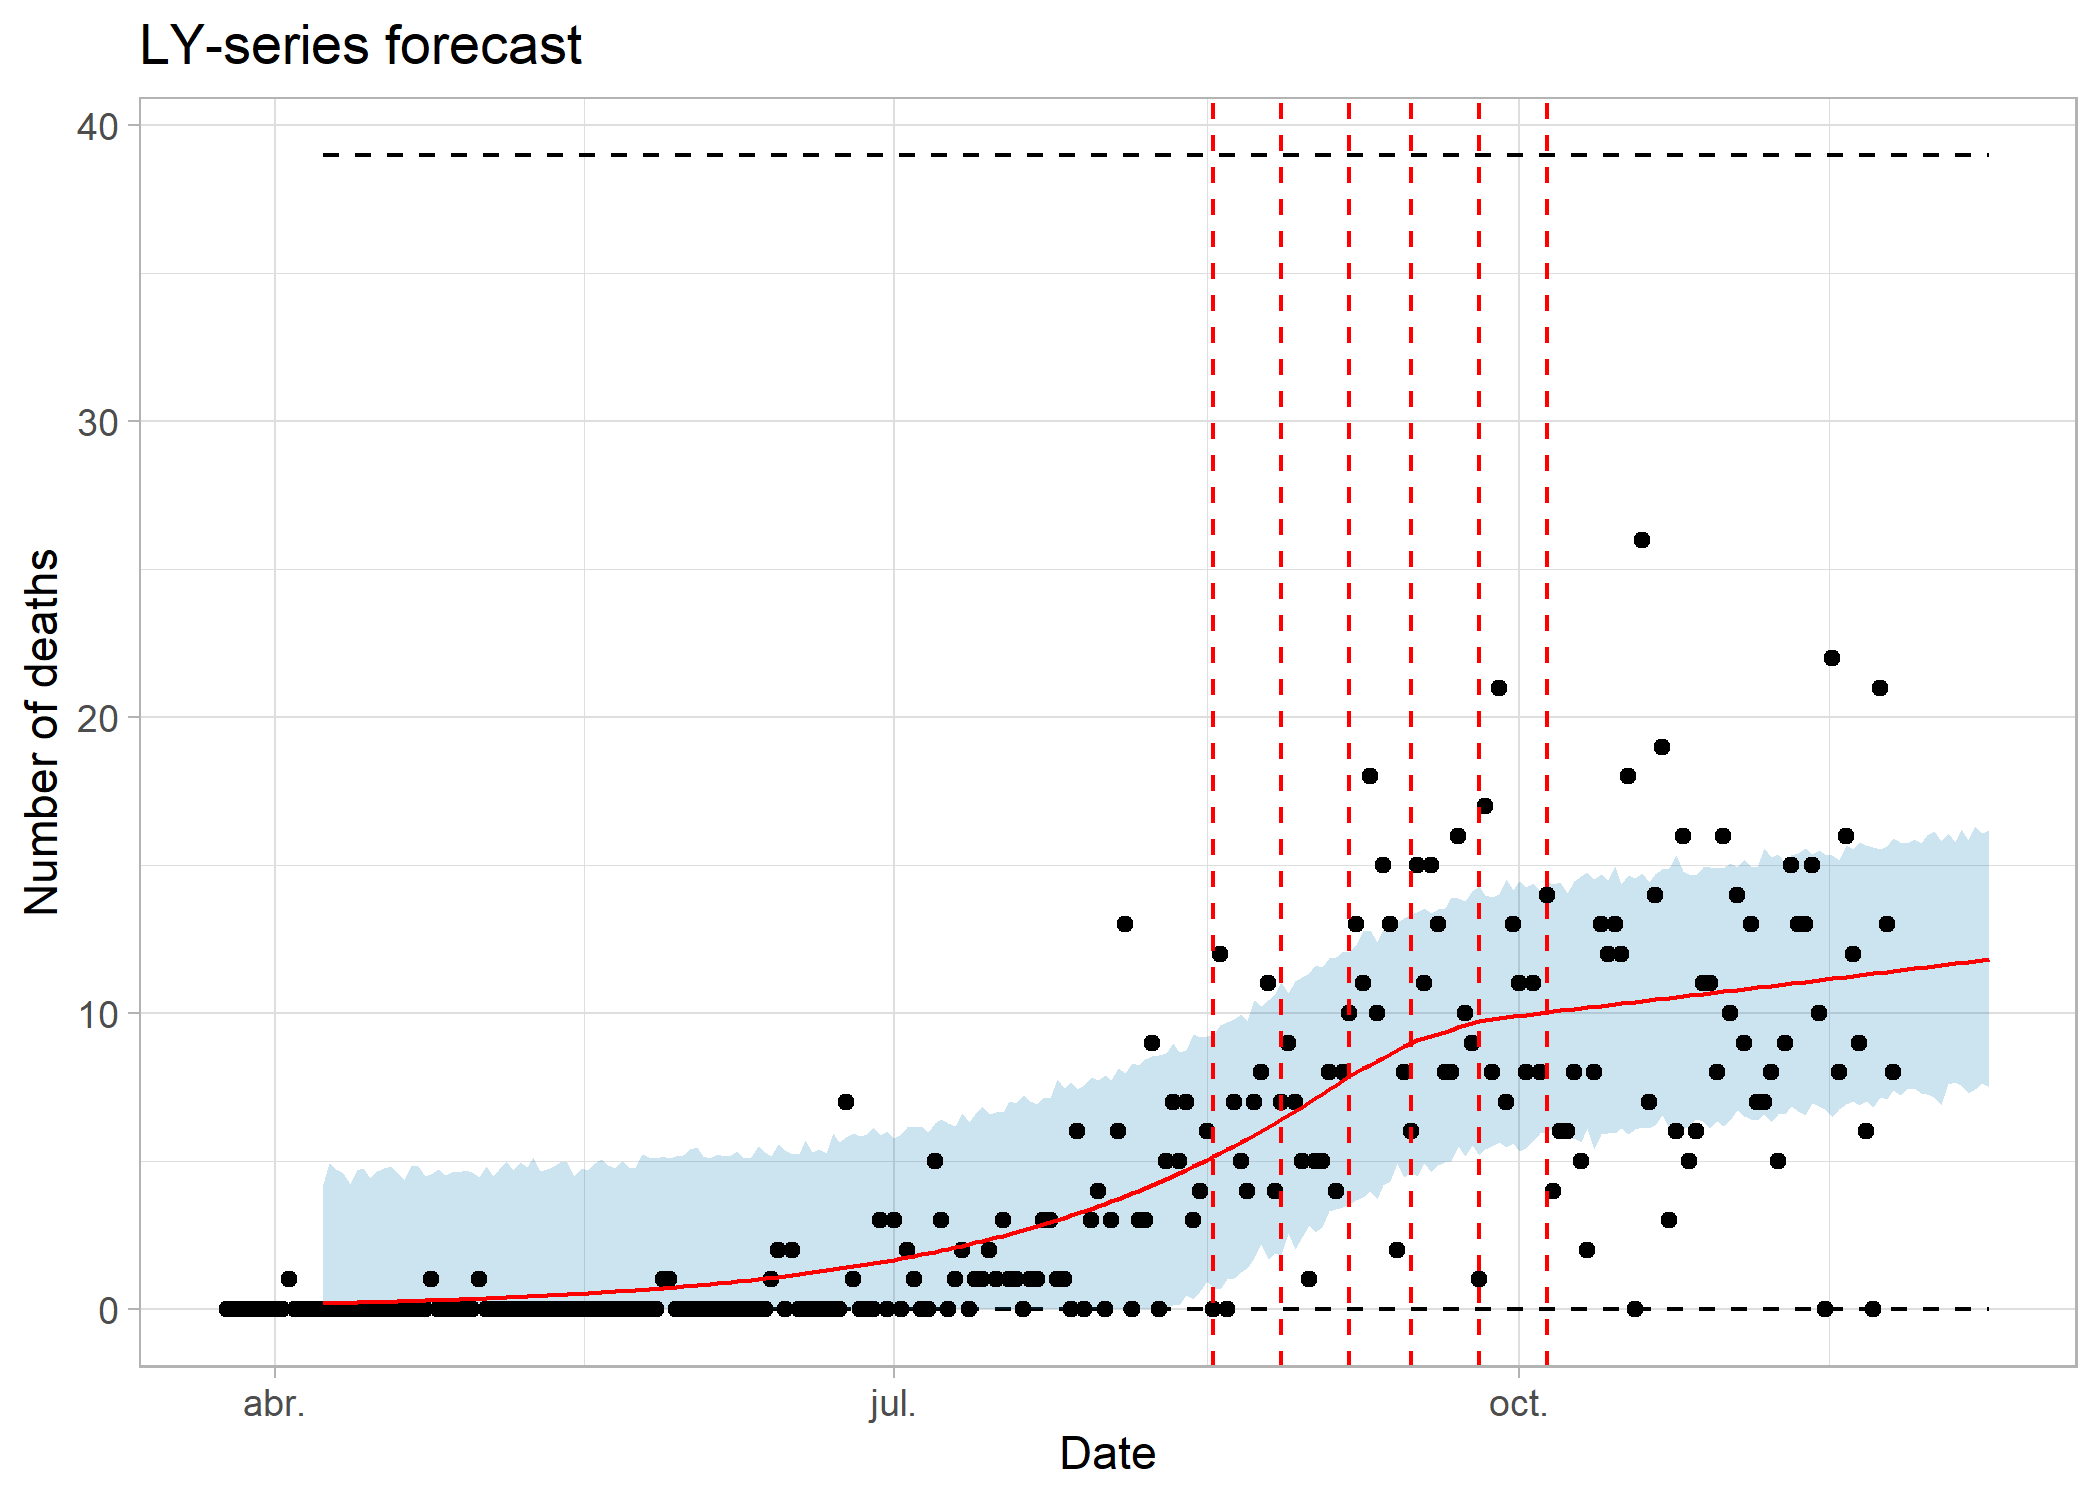 LY-series forecast
40
30
20
10
0
Number of deaths
abr.
jul.
oct.
Date